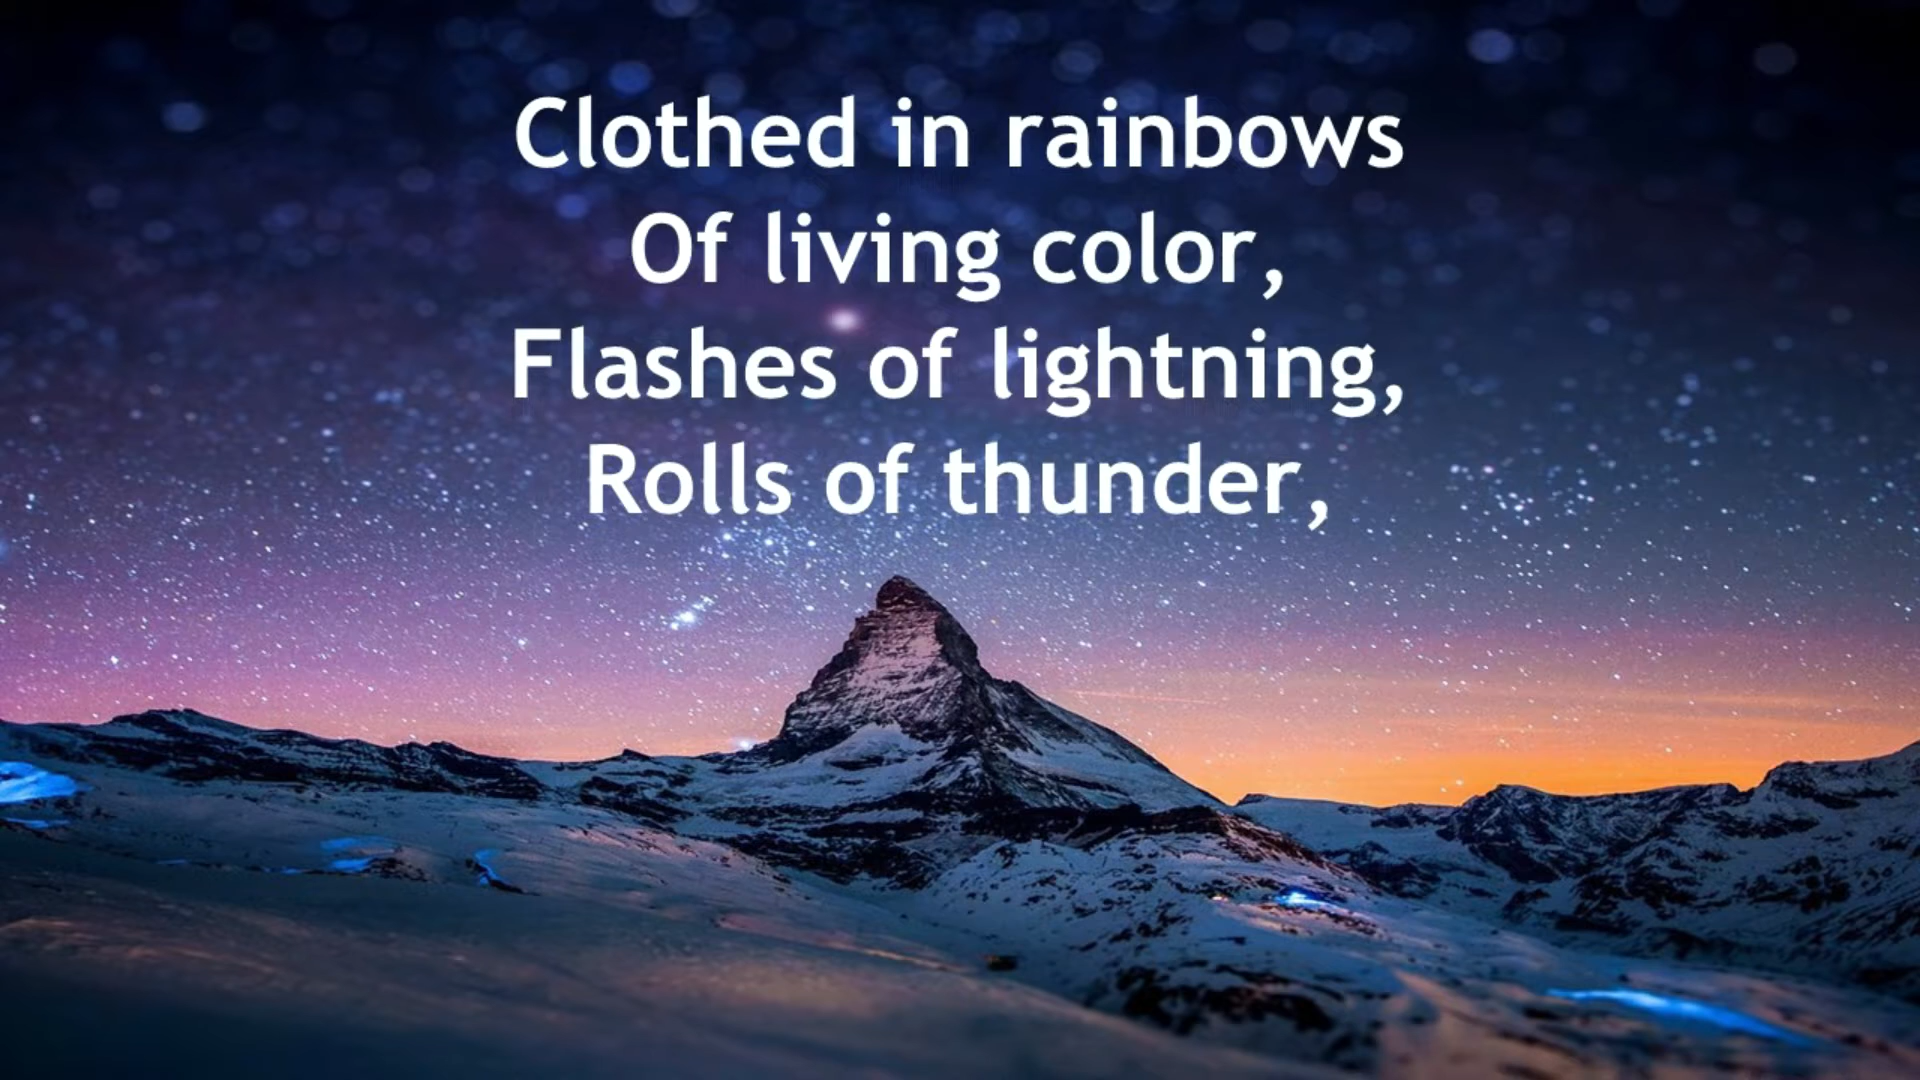 Clothed in rainbows
Of living color,
Flashes of lightning,
Rolls of thunder,